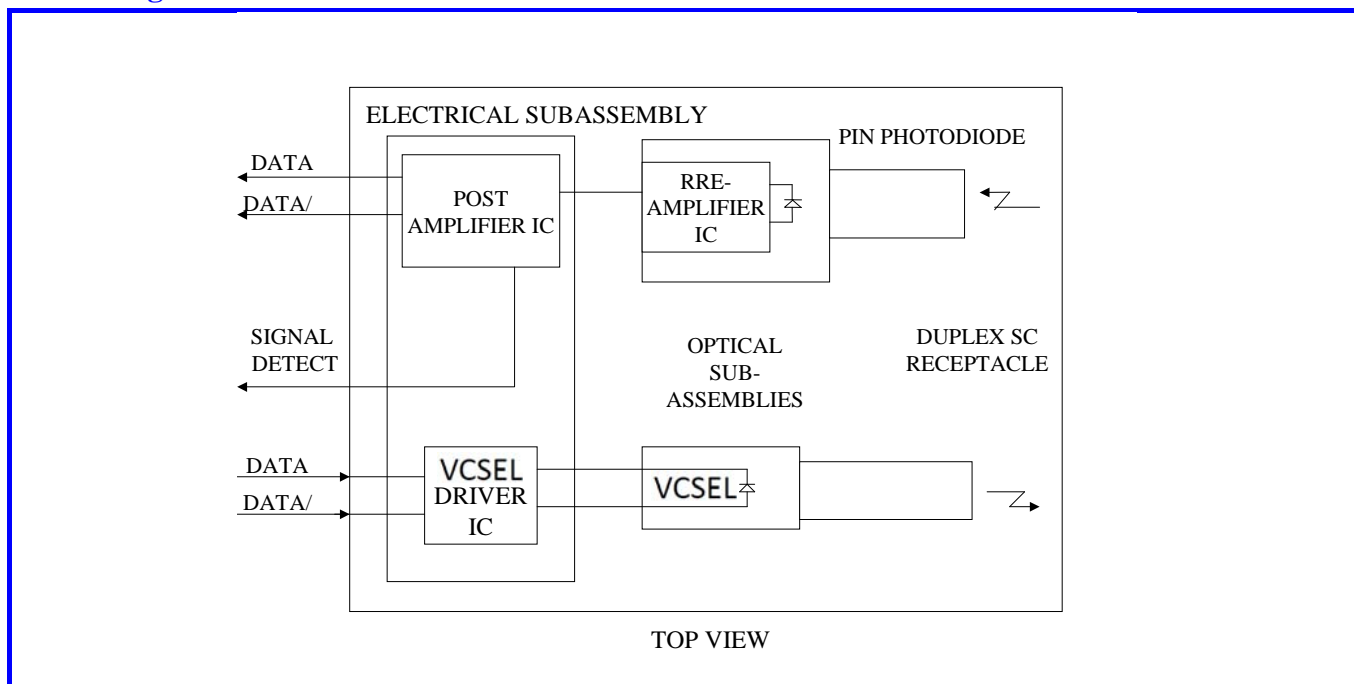 ELECTRICAL SUBASSEMBLY
PIN PHOTODIODE
DATA
DATA/
POST
AMPLIFIER IC
RRE-
AMPLIFIER
IC
SIGNAL
DETECT
OPTICAL
SUB-
ASSEMBLIES
DUPLEX SC
RECEPTACLE
DATA
DATA/
VCSEL
DRIVER
IC
VCSEL
TOP VIEW